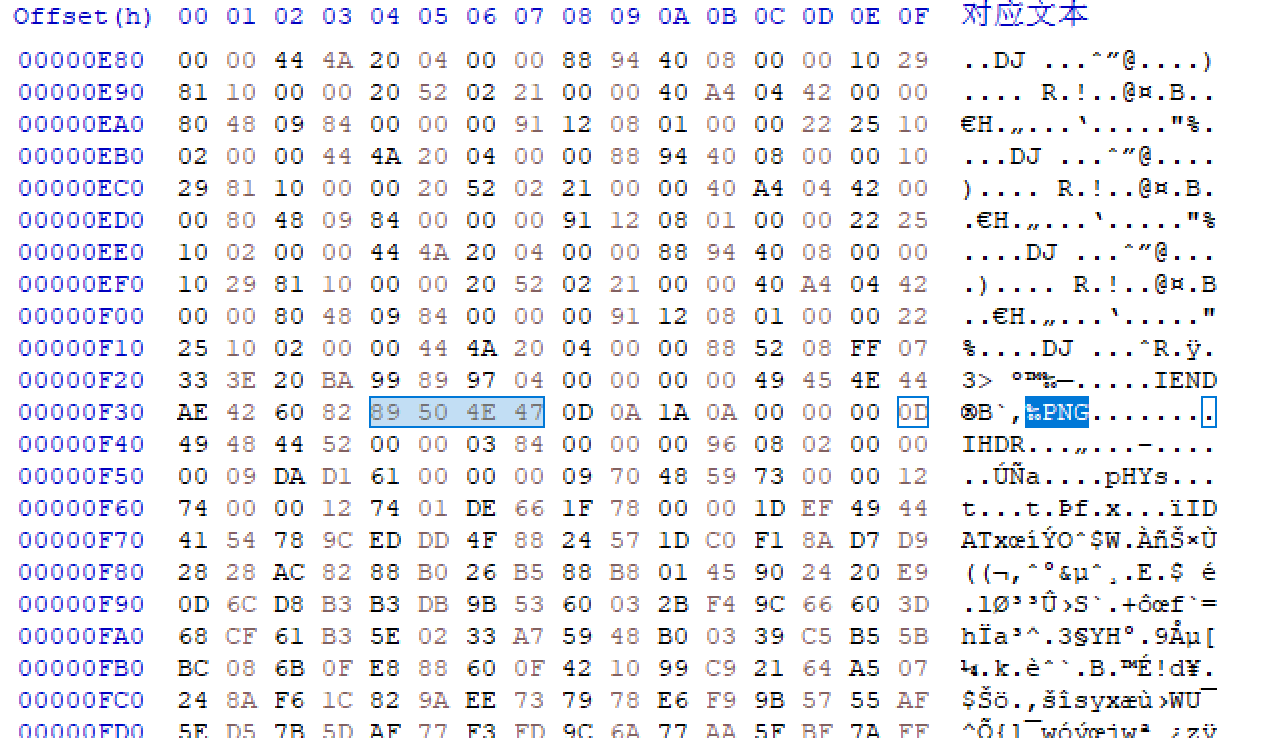 Offset(h) 00 01 02 03 04 05 06 07 08 09 0A 0B 0C 0D 0E 0F 对应文本
00000E80 00 00 44 4A 20 04 00 00 88 94 40 08 00 00 10 29 ..DJ ...ˆ”@....)
00000E90 81 10 00 00 20 52 02 21 00 00 40 A4 04 42 00 00 .... R.!..@¤.B..
00000EA0 80 48 09 84 00 00 00 91 12 08 01 00 00 22 25 10 €H.„...‘....."%.
00000EB0 02 00 00 44 4A 20 04 00 00 88 94 40 08 00 00 10 ...DJ ...ˆ”@....
00000EC0 29 81 10 00 00 20 52 02 21 00 00 40 A4 04 42 00 ).... R.!..@¤.B.
00000ED0 00 80 48 09 84 00 00 00 91 12 08 01 00 00 22 25 .€H.„...‘....."%
00000EE0 10 02 00 00 44 4A 20 04 00 00 88 94 40 08 00 00 ....DJ ...ˆ”@...
00000EF0 10 29 81 10 00 00 20 52 02 21 00 00 40 A4 04 42 .).... R.!..@¤.B
00000F00 00 00 80 48 09 84 00 00 00 91 12 08 01 00 00 22 ..€H.„...‘....."
00000F10 25 10 02 00 00 44 4A 20 04 00 00 88 52 08 FF 07 %....DJ ...ˆR.ÿ.
00000F20 33 3E 20 BA 99 89 97 04 00 00 00 00 49 45 4E 44 3> º™‰—.....IEND
00000F30 AE 42 60 82 89 50 4E 47 0D 0A 1A 0A 00 00 00 0D ®B`‚‰PNG........
00000F40 49 48 44 52 00 00 03 84 00 00 00 96 08 02 00 00 IHDR...„...–....
00000F50 00 09 DA D1 61 00 00 00 09 70 48 59 73 00 00 12 ..ÚÑa....pHYs...
00000F60 74 00 00 12 74 01 DE 66 1F 78 00 00 1D EF 49 44 t...t.Þf.x...ïID
00000F70 41 54 78 9C ED DD 4F 88 24 57 1D C0 F1 8A D7 D9 ATxœíÝOˆ$W.ÀñŠ×Ù
00000F80 28 28 AC 82 88 B0 26 B5 88 B8 01 45 90 24 20 E9 ((¬‚ˆ°&µˆ¸.E.$ é
00000F90 0D 6C D8 B3 B3 DB 9B 53 60 03 2B F4 9C 66 60 3D .lØ³³Û›S`.+ôœf`=
00000FA0 68 CF 61 B3 5E 02 33 A7 59 48 B0 03 39 C5 B5 5B hÏa³^.3§YH°.9Åµ[
00000FB0 BC 08 6B 0F E8 88 60 0F 42 10 99 C9 21 64 A5 07 ¼.k.èˆ`.B.™É!d¥.
00000FC0 24 8A F6 1C 82 9A EE 73 79 78 E6 F9 9B 57 55 AF $Šö.‚šîsyxæù›WU¯
00000FD0 5E D5 7B 5D AF 77 F3 FD 9C 6A 77 AA 5F BF 7A FF ^Õ{]¯wóýœjwª_¿zÿ